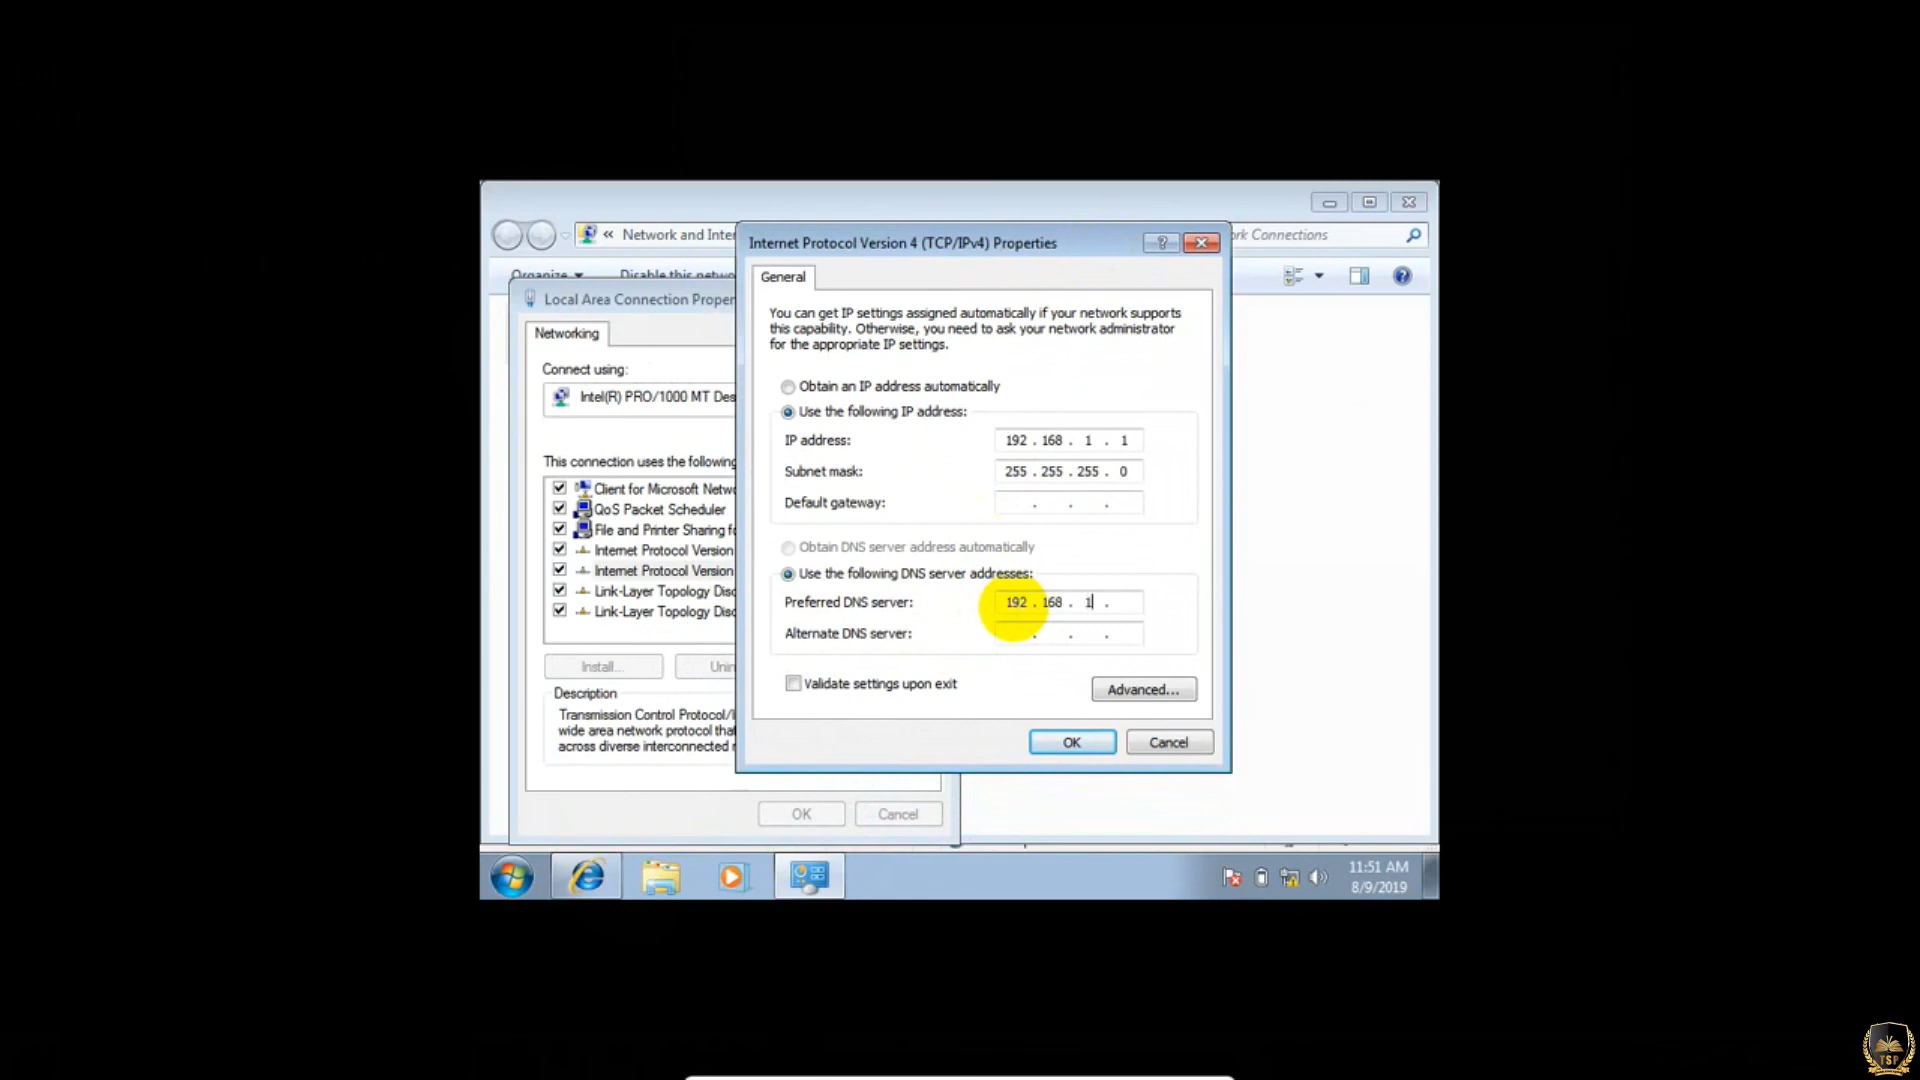 « Network and Inter
rk Connections
Organize
Disable this netwo
Internet Protocol Version 4 (TCP/IPv4) Properties
General
You can get IP settings assigned automatically if your network supports
this capability. Otherwise, you need to ask your network administrator
for the appropriate IP settings.
Obtain an IP address automatically
Use the following IP address:
IP address: 192 . 168 . 1 . 1
Subnet mask: 255 . 255 . 255 . 0
Default gateway: . . .
Obtain DNS server address automatically
Use the following DNS server addresses:
Preferred DNS server: 192 . 168 . 1 .
Alternate DNS server: . . .
Validate settings upon exit
Advanced...
OK
Cancel
Local Area Connection Proper
Networking
Connect using:
Intel(R) PRO/1000 MT Des
This connection uses the following
Client for Microsoft Netwo
QoS Packet Scheduler
File and Printer Sharing fo
Internet Protocol Version
Internet Protocol Version
Link-Layer Topology Disc
Link-Layer Topology Disc
Install...
Unin
Description
Transmission Control Protocol/I
wide area network protocol that
across diverse interconnected n
OK
Cancel
11:51 AM
8/9/2019
TSP